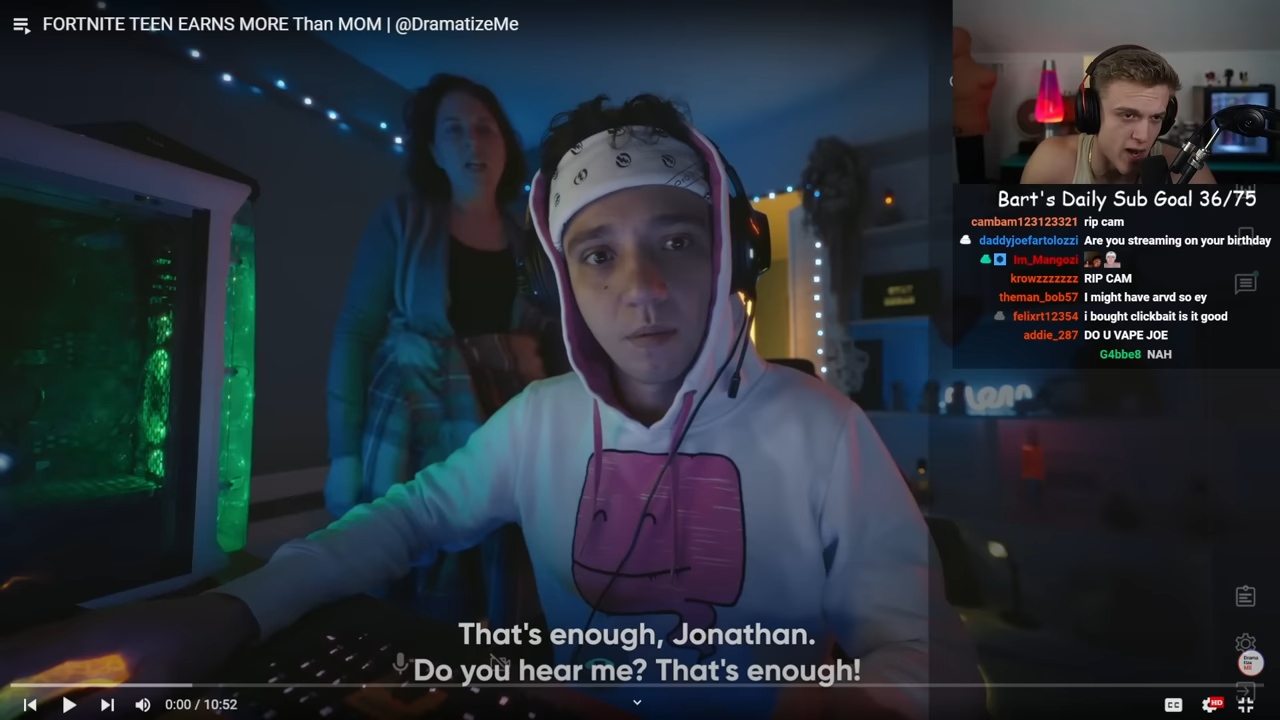 FORTNITE TEEN EARNS MORE Than MOM | @DramatizeMe
Bart's Daily Sub Goal 36/75
cambam123123321 rip cam
daddyjoefartolozzi Are you streaming on your birthday
Im_Mangozi
krowzzzzzz RIP CAM
theman_bob57 I might have arvd so ey
felixrt12354 i bought clickbait is it good
addie_287 DO U VAPE JOE
G4bbe8 NAH
That's enough, Jonathan.
Do you hear me? That's enough!
0:00 / 10:52
CC
HD